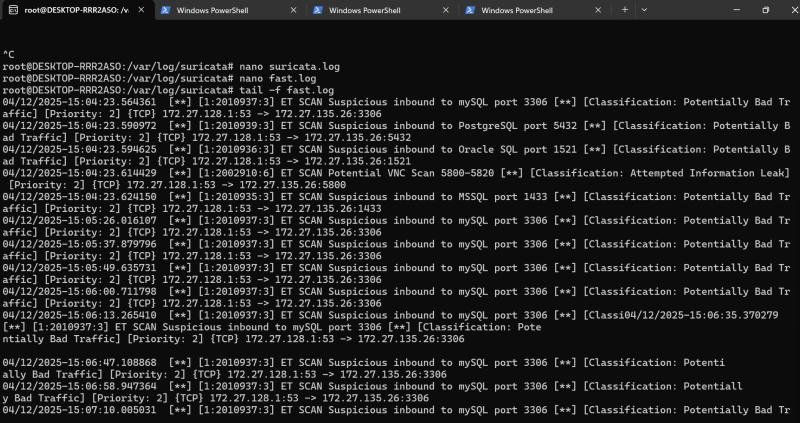 root@DESKTOP-RRR2ASO: /v
Windows PowerShell
Windows PowerShell
Windows PowerShell
^C
root@DESKTOP-RRR2ASO:/var/log/suricata# nano suricata.log
root@DESKTOP-RRR2ASO:/var/log/suricata# nano fast.log
root@DESKTOP-RRR2ASO:/var/log/suricata# tail -f fast.log
04/12/2025-15:04:23.564361  [**] [1:2010937:3] ET SCAN Suspicious inbound to mySQL port 3306 [**] [Classification: Potentially Bad Tr
affic] [Priority: 2] {TCP} 172.27.128.1:53 -> 172.27.135.26:3306
04/12/2025-15:04:23.590972  [**] [1:2010939:3] ET SCAN Suspicious inbound to PostgreSQL port 5432 [**] [Classification: Potentially B
ad Traffic] [Priority: 2] {TCP} 172.27.128.1:53 -> 172.27.135.26:5432
04/12/2025-15:04:23.594625  [**] [1:2010936:3] ET SCAN Suspicious inbound to Oracle SQL port 1521 [**] [Classification: Potentially B
ad Traffic] [Priority: 2] {TCP} 172.27.128.1:53 -> 172.27.135.26:1521
04/12/2025-15:04:23.614429  [**] [1:2002910:6] ET SCAN Potential VNC Scan 5800-5820 [**] [Classification: Attempted Information Leak]
 [Priority: 2] {TCP} 172.27.128.1:53 -> 172.27.135.26:5800
04/12/2025-15:04:23.624150  [**] [1:2010935:3] ET SCAN Suspicious inbound to MSSQL port 1433 [**] [Classification: Potentially Bad Tr
affic] [Priority: 2] {TCP} 172.27.128.1:53 -> 172.27.135.26:1433
04/12/2025-15:05:26.016107  [**] [1:2010937:3] ET SCAN Suspicious inbound to mySQL port 3306 [**] [Classification: Potentially Bad Tr
affic] [Priority: 2] {TCP} 172.27.128.1:53 -> 172.27.135.26:3306
04/12/2025-15:05:37.879796  [**] [1:2010937:3] ET SCAN Suspicious inbound to mySQL port 3306 [**] [Classification: Potentially Bad Tr
affic] [Priority: 2] {TCP} 172.27.128.1:53 -> 172.27.135.26:3306
04/12/2025-15:05:49.635731  [**] [1:2010937:3] ET SCAN Suspicious inbound to mySQL port 3306 [**] [Classification: Potentially Bad Tr
affic] [Priority: 2] {TCP} 172.27.128.1:53 -> 172.27.135.26:3306
04/12/2025-15:06:00.711798  [**] [1:2010937:3] ET SCAN Suspicious inbound to mySQL port 3306 [**] [Classification: Potentially Bad Tr
affic] [Priority: 2] {TCP} 172.27.128.1:53 -> 172.27.135.26:3306
04/12/2025-15:06:13.265410  [**] [1:2010937:3] ET SCAN Suspicious inbound to mySQL port 3306 [**] [Classi04/12/2025-15:06:35.370279
[**] [1:2010937:3] ET SCAN Suspicious inbound to mySQL port 3306 [**] [Classification: Pote
ntially Bad Traffic] [Priority: 2] {TCP} 172.27.128.1:53 -> 172.27.135.26:3306
04/12/2025-15:06:47.108868  [**] [1:2010937:3] ET SCAN Suspicious inbound to mySQL port 3306 [**] [Classification: Potenti
ally Bad Traffic] [Priority: 2] {TCP} 172.27.128.1:53 -> 172.27.135.26:3306
04/12/2025-15:06:58.947364  [**] [1:2010937:3] ET SCAN Suspicious inbound to mySQL port 3306 [**] [Classification: Potentiall
y Bad Traffic] [Priority: 2] {TCP} 172.27.128.1:53 -> 172.27.135.26:3306
04/12/2025-15:07:10.005031  [**] [1:2010937:3] ET SCAN Suspicious inbound to mySQL port 3306 [**] [Classification: Potentially Bad Tr